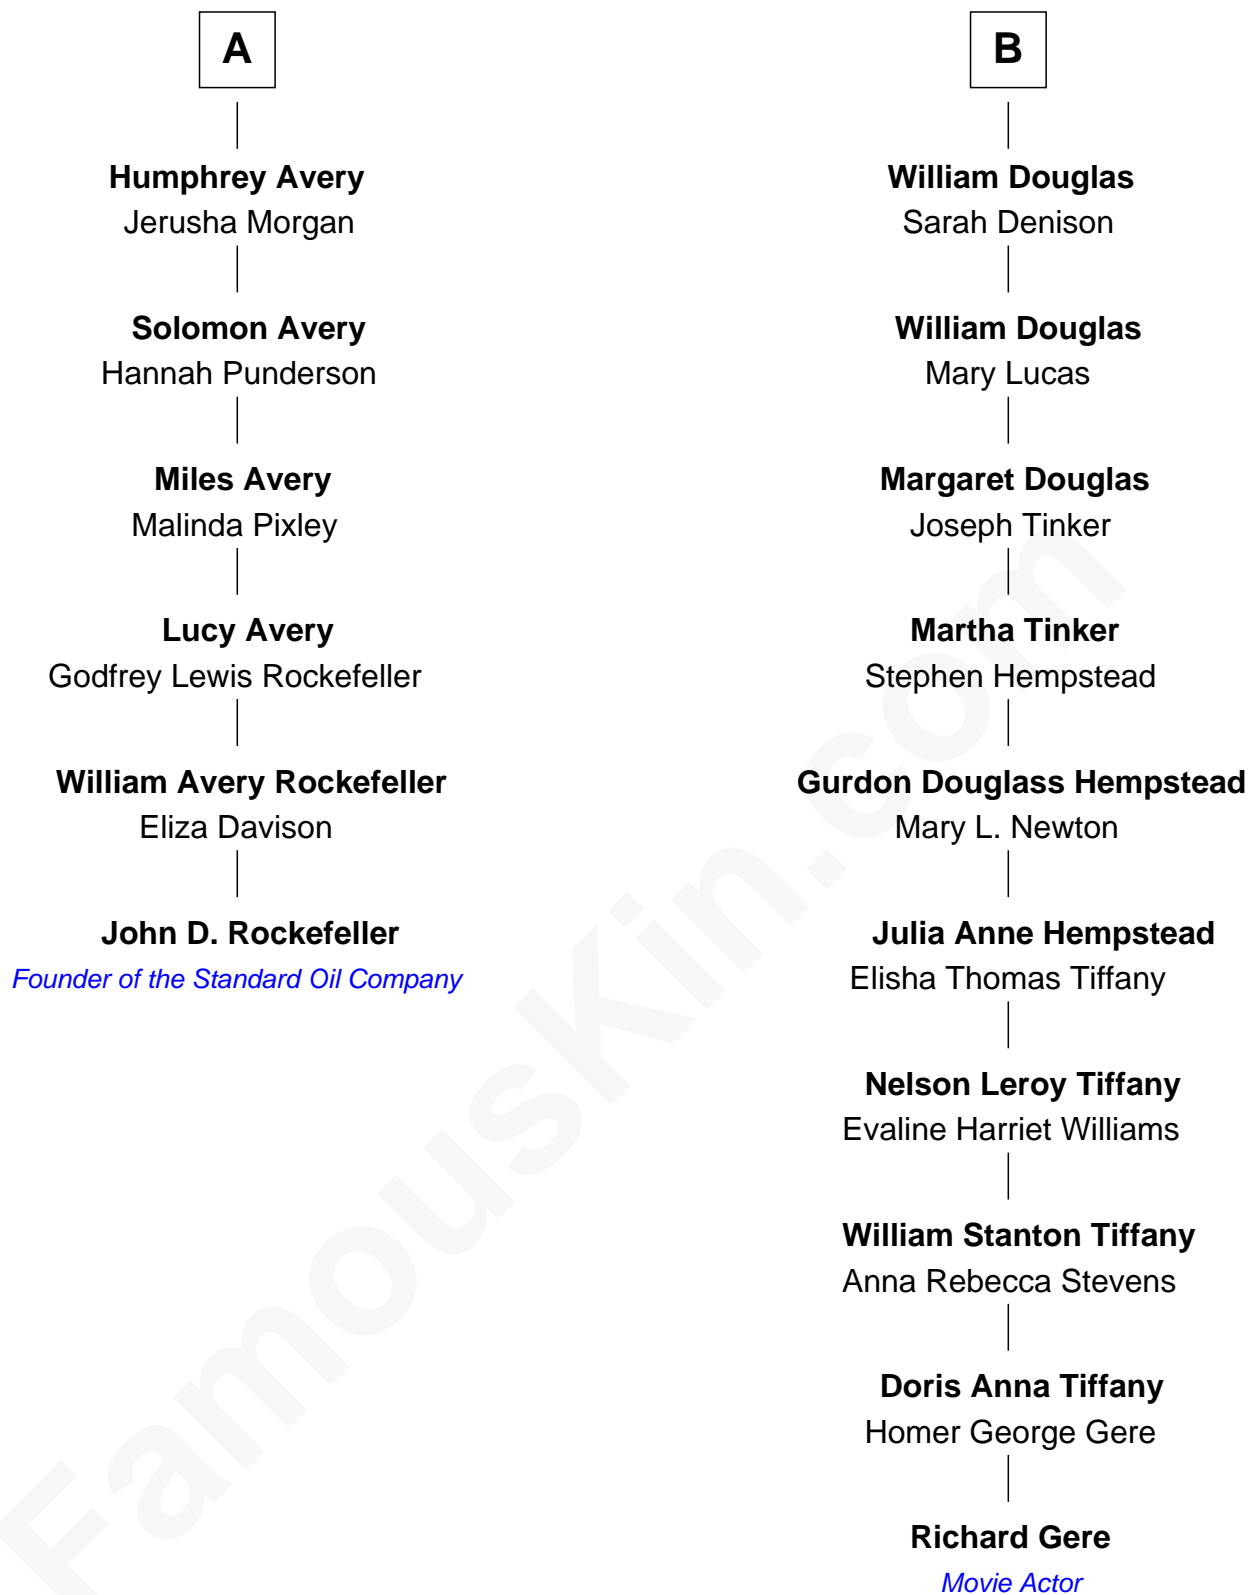 A
Humphrey Avery
Jerusha Morgan
Solomon Avery
Hannah Punderson
Miles Avery
Malinda Pixley
Lucy Avery
Godfrey Lewis Rockefeller
William Avery Rockefeller
Eliza Davison
John D. Rockefeller
Founder of the Standard Oil Company
B
William Douglas
Sarah Denison
William Douglas
Mary Lucas
Margaret Douglas
Joseph Tinker
Martha Tinker
Stephen Hempstead
Gurdon Douglass Hempstead
Mary L. Newton
Julia Anne Hempstead
Elisha Thomas Tiffany
Nelson Leroy Tiffany
Evaline Harriet Williams
William Stanton Tiffany
Anna Rebecca Stevens
Doris Anna Tiffany
Homer George Gere
Richard Gere
Movie Actor
FamousKin.com